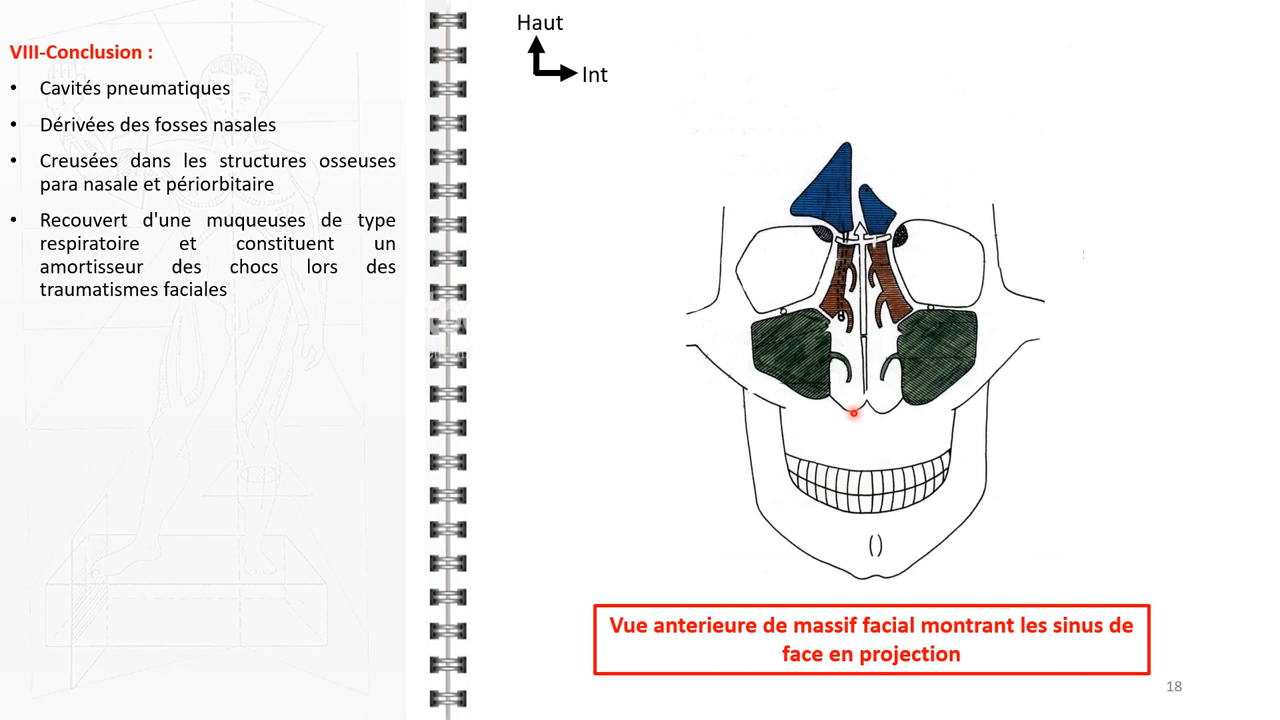 VIII-Conclusion :
• Cavités pneumatiques
• Dérivées des fosses nasales
• Creusées dans les structures osseuses
para nasale et périorbitaire
• Recouvert d'une muqueuses de type
respiratoire et constituent un
amortisseur des chocs lors des
traumatismes faciales
Haut
Int
Vue anterieure de massif facial montrant les sinus de
face en projection
18